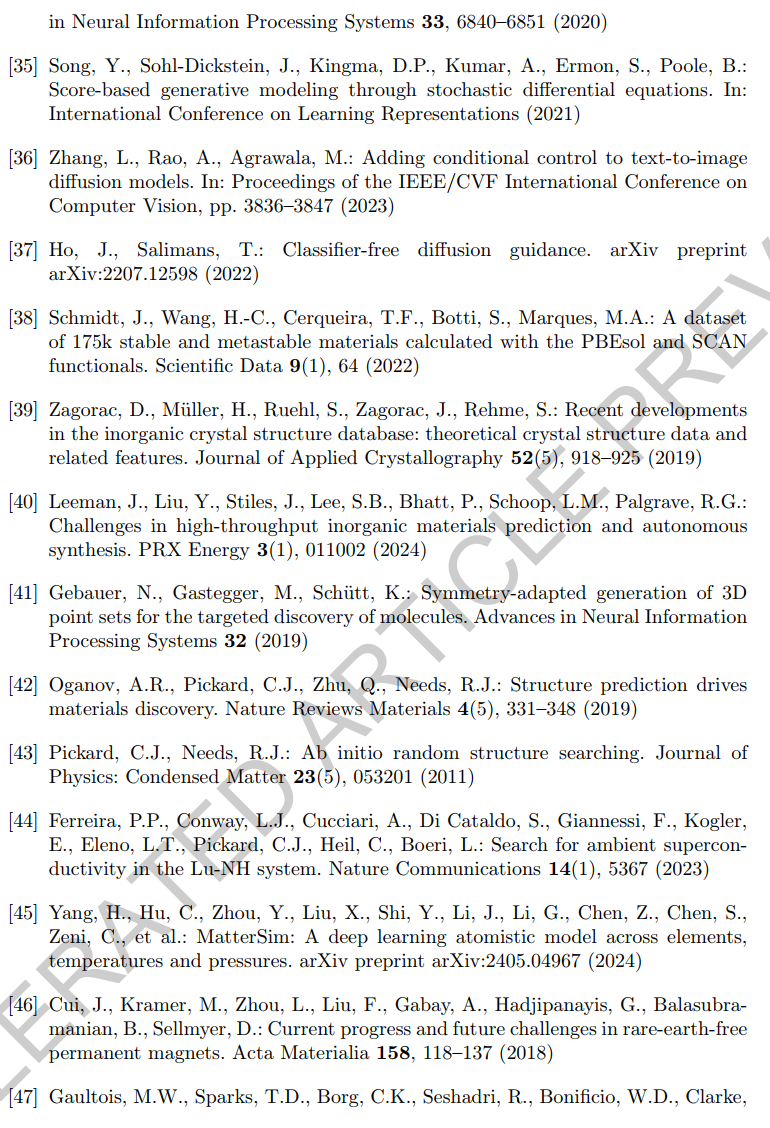 in Neural Information Processing Systems 33, 6840–6851 (2020)
[35] Song, Y., Sohl-Dickstein, J., Kingma, D.P., Kumar, A., Ermon, S., Poole, B.:
Score-based generative modeling through stochastic differential equations. In:
International Conference on Learning Representations (2021)
[36] Zhang, L., Rao, A., Agrawala, M.: Adding conditional control to text-to-image
diffusion models. In: Proceedings of the IEEE/CVF International Conference on
Computer Vision, pp. 3836–3847 (2023)
[37] Ho, J., Salimans, T.: Classifier-free diffusion guidance. arXiv preprint
arXiv:2207.12598 (2022)
[38] Schmidt, J., Wang, H.-C., Cerqueira, T.F., Botti, S., Marques, M.A.: A dataset
of 175k stable and metastable materials calculated with the PBEsol and SCAN
functionals. Scientific Data 9(1), 64 (2022)
[39] Zagorac, D., Müller, H., Ruehl, S., Zagorac, J., Rehme, S.: Recent developments
in the inorganic crystal structure database: theoretical crystal structure data and
related features. Journal of Applied Crystallography 52(5), 918–925 (2019)
[40] Leeman, J., Liu, Y., Stiles, J., Lee, S.B., Bhatt, P., Schoop, L.M., Palgrave, R.G.:
Challenges in high-throughput inorganic materials prediction and autonomous
synthesis. PRX Energy 3(1), 011002 (2024)
[41] Gebauer, N., Gastegger, M., Schütt, K.: Symmetry-adapted generation of 3D
point sets for the targeted discovery of molecules. Advances in Neural Information
Processing Systems 32 (2019)
[42] Oganov, A.R., Pickard, C.J., Zhu, Q., Needs, R.J.: Structure prediction drives
materials discovery. Nature Reviews Materials 4(5), 331–348 (2019)
[43] Pickard, C.J., Needs, R.J.: Ab initio random structure searching. Journal of
Physics: Condensed Matter 23(5), 053201 (2011)
[44] Ferreira, P.P., Conway, L.J., Cucciari, A., Di Cataldo, S., Giannessi, F., Kogler,
E., Eleno, L.T., Pickard, C.J., Heil, C., Boeri, L.: Search for ambient supercon-
ductivity in the Lu-NH system. Nature Communications 14(1), 5367 (2023)
[45] Yang, H., Hu, C., Zhou, Y., Liu, X., Shi, Y., Li, J., Li, G., Chen, Z., Chen, S.,
Zeni, C., et al.: MatterSim: A deep learning atomistic model across elements,
temperatures and pressures. arXiv preprint arXiv:2405.04967 (2024)
[46] Cui, J., Kramer, M., Zhou, L., Liu, F., Gabay, A., Hadjipanayis, G., Balasubra-
manian, B., Sellmyer, D.: Current progress and future challenges in rare-earth-free
permanent magnets. Acta Materialia 158, 118–137 (2018)
[47] Gaultois, M.W., Sparks, T.D., Borg, C.K., Seshadri, R., Bonificio, W.D., Clarke,
LERATED ARTICLE PREV